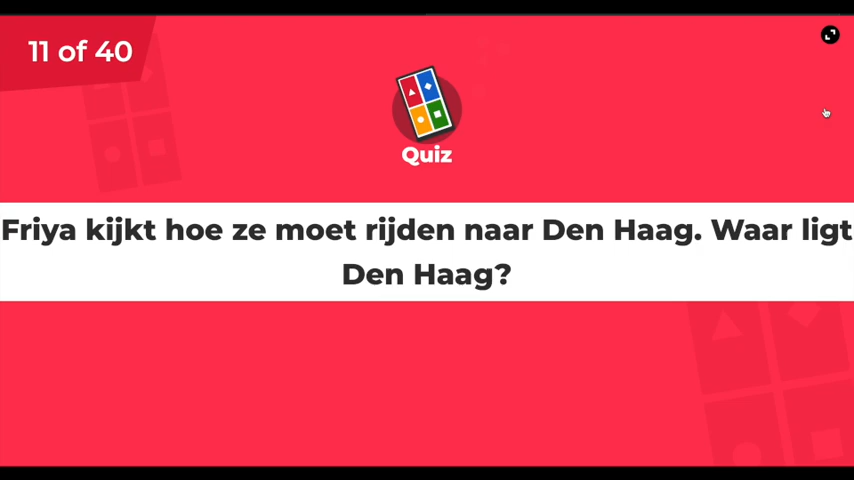 11 of 40
Quiz
Friya kijkt hoe ze moet rijden naar Den Haag. Waar ligt
Den Haag?